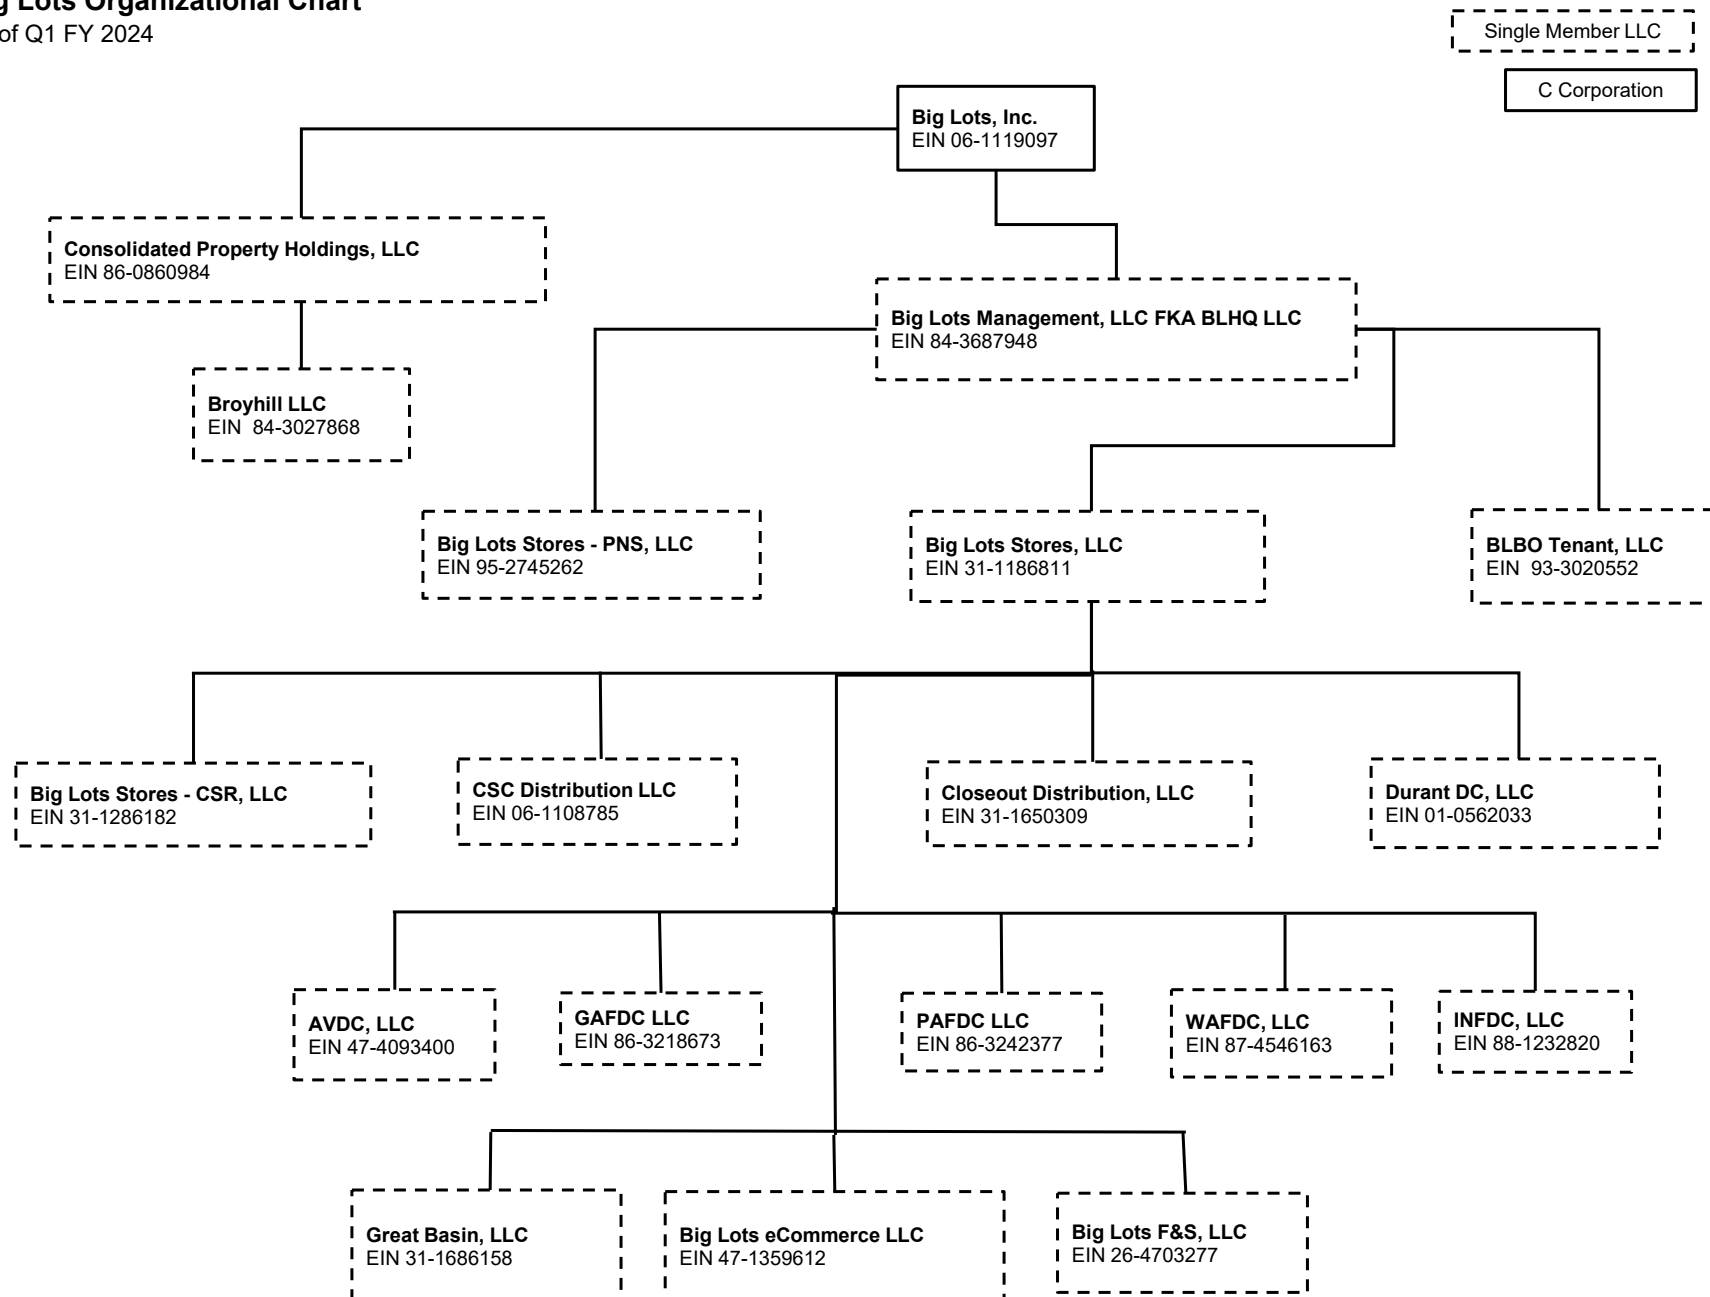 g Lots Organizational Chart
of Q1 FY 2024
Single Member LLC
C Corporation
Big Lots, Inc.
EIN 06-1119097
Consolidated Property Holdings, LLC
EIN 86-0860984
Big Lots Management, LLC FKA BLHQ LLC
EIN 84-3687948
Broyhill LLC
EIN 84-3027868
Big Lots Stores - PNS, LLC
EIN 95-2745262
Big Lots Stores, LLC
EIN 31-1186811
BLBO Tenant, LLC
EIN 93-3020552
Big Lots Stores - CSR, LLC
EIN 31-1286182
CSC Distribution LLC
EIN 06-1108785
Closeout Distribution, LLC
EIN 31-1650309
Durant DC, LLC
EIN 01-0562033
AVDC, LLC
EIN 47-4093400
GAFDC LLC
EIN 86-3218673
PAFDC LLC
EIN 86-3242377
WAFDC, LLC
EIN 87-4546163
INFDC, LLC
EIN 88-1232820
Great Basin, LLC
EIN 31-1686158
Big Lots eCommerce LLC
EIN 47-1359612
Big Lots F&S, LLC
EIN 26-4703277